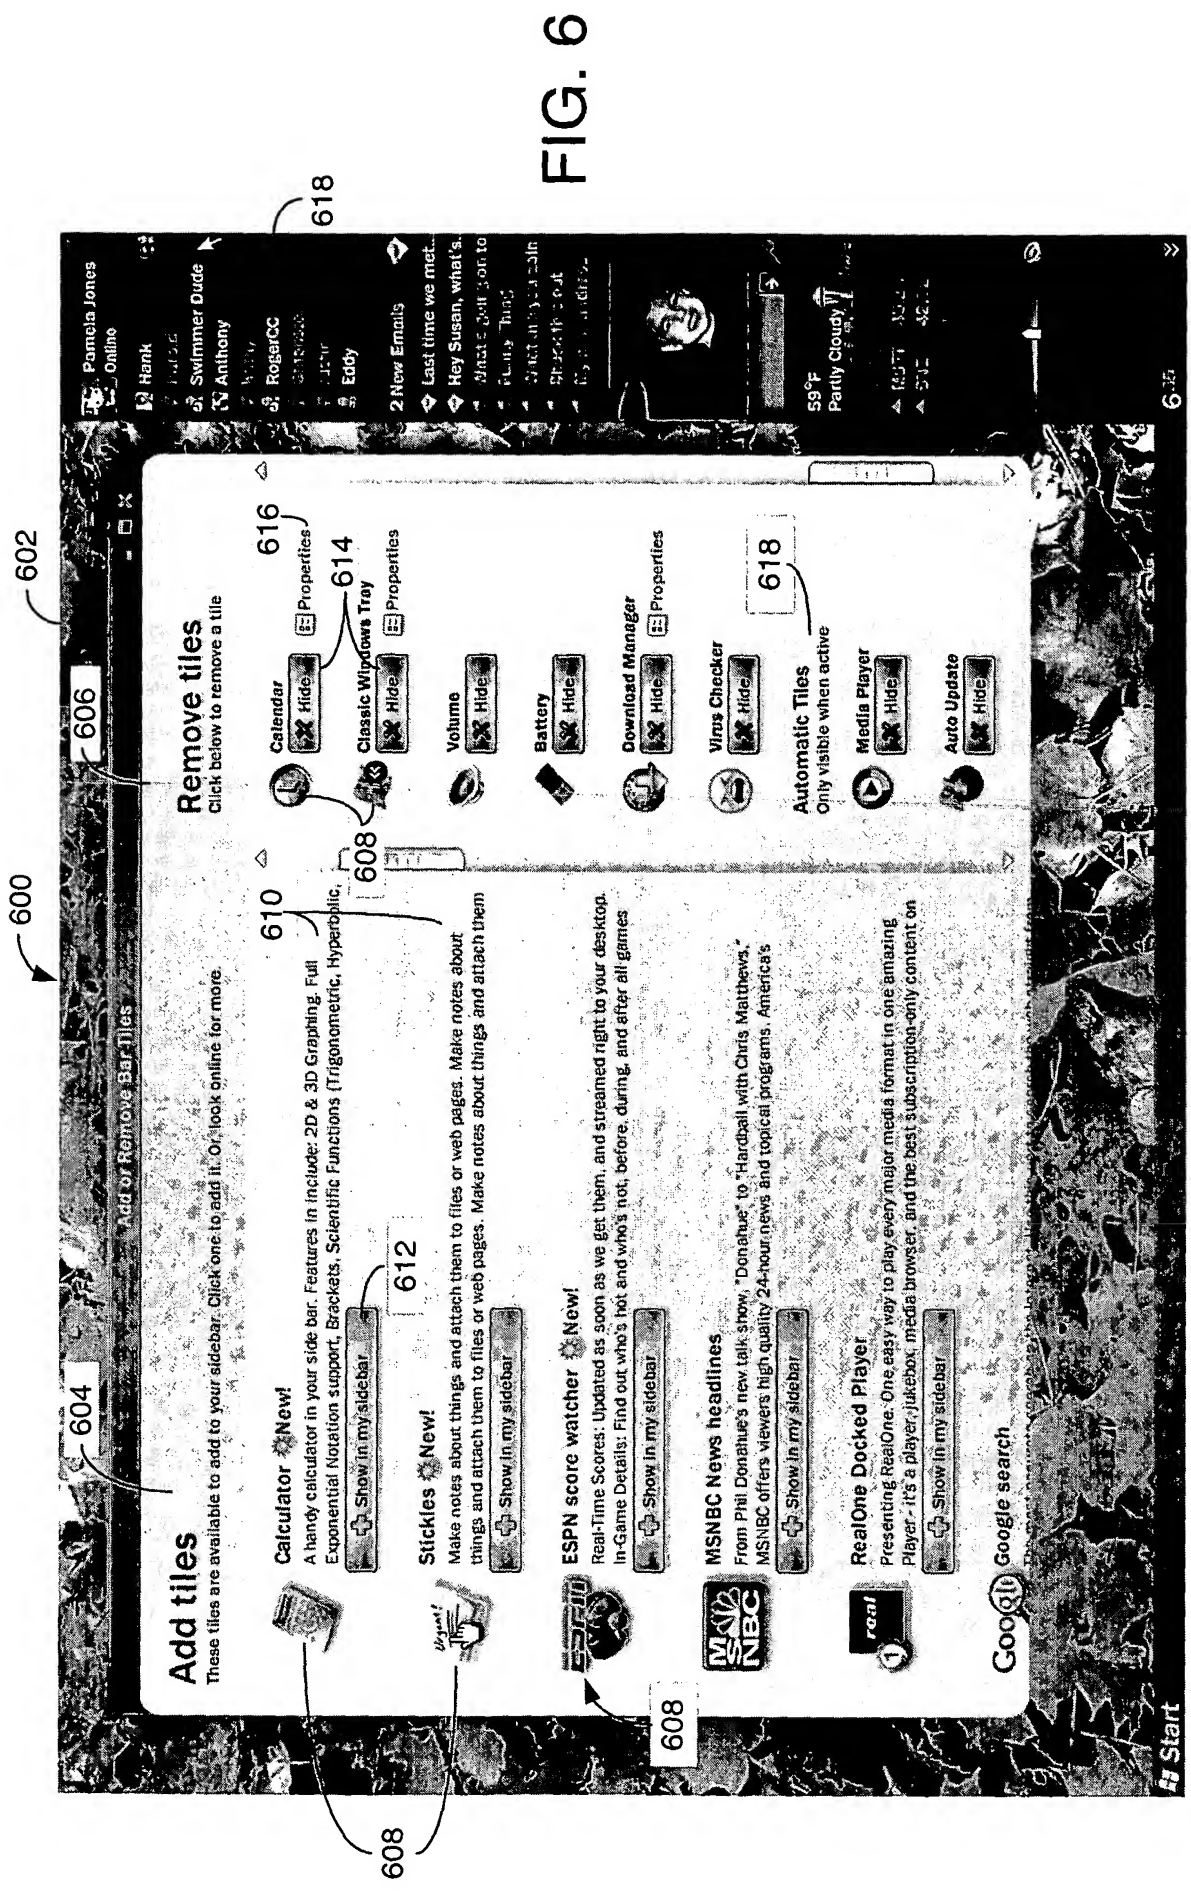 FIG. 6
600
602
604
606
Add or Remove Bar tiles
Add tiles
These tiles are available to add to your sidebar. Click one to add it. Or, look online for more.
610
608
Calculator New!
A handy calculator in your side bar. Features in include: 2D & 3D Graphing. Full
Exponential Notation support, Brackets, Scientific Functions (Trigonometric, Hyperbolic,
Show in my sidebar
612
Urgent!
Stickies New!
Make notes about things and attach them to files or web pages. Make notes about
things and attach them to files or web pages. Make notes about things and attach them
Show in my sidebar
608
ESPN
ESPN score watcher New!
Real-Time Scores: Updated as soon as we get them, and streamed right to your desktop.
In-Game Details: Find out who's hot and who's not, before, during, and after all games
Show in my sidebar
MSNBC
MSNBC News headlines
From Phil Donahue's new talk show, "Donahue" to "Hardball with Chris Matthews,"
MSNBC offers viewers high quality 24-hour news and topical programs. America's
Show in my sidebar
real
1
RealOne Docked Player
Presenting RealOne. One easy way to play every major media format in one amazing
Player - it's a player, jukebox, media browser, and the best subscription-only content on
Show in my sidebar
Google
Google search
Remove tiles
Click below to remove a tile
616
Calendar
Hide
Properties
614
608
Classic Windows Tray
Hide
Properties
Volume
Hide
Battery
Hide
Download Manager
Hide
Properties
Virus Checker
Hide
618
Automatic Tiles
Only visible when active
Media Player
Hide
Auto Update
Hide
618
Pamela Jones
Online
Hank
Swimmer Dude
Anthony
RogerCC
Eddy
2 New Emails
Last time we met..
Hey Susan, what's.
59°F
Partly Cloudy
MSFT
Start